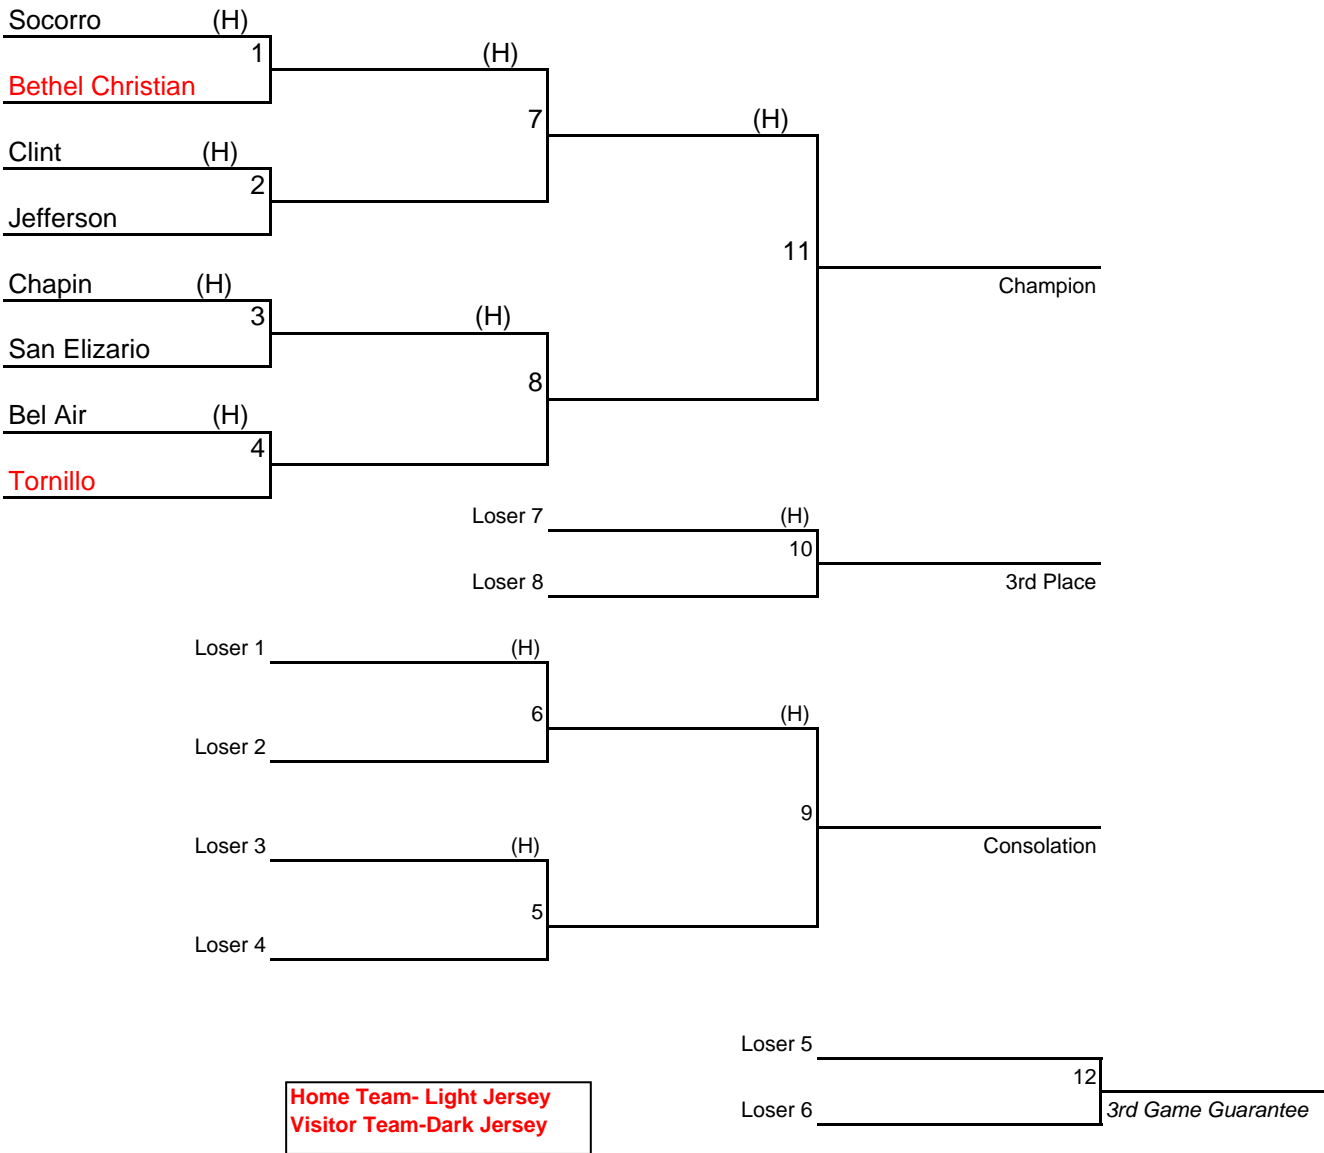 Socorro (H)
1 (H)
Bethel Christian
7 (H)
Clint (H)
2
Jefferson
11
Chapin (H)
Champion
3 (H)
San Elizario
8
Bel Air (H)
4
Tornillo
Loser 7 (H)
10
Loser 8 3rd Place
Loser 1 (H)
6 (H)
Loser 2
9
Loser 3 (H)
Consolation
5
Loser 4
Loser 5
12
Home Team- Light Jersey
Loser 6 3rd Game Guarantee
Visitor Team-Dark Jersey